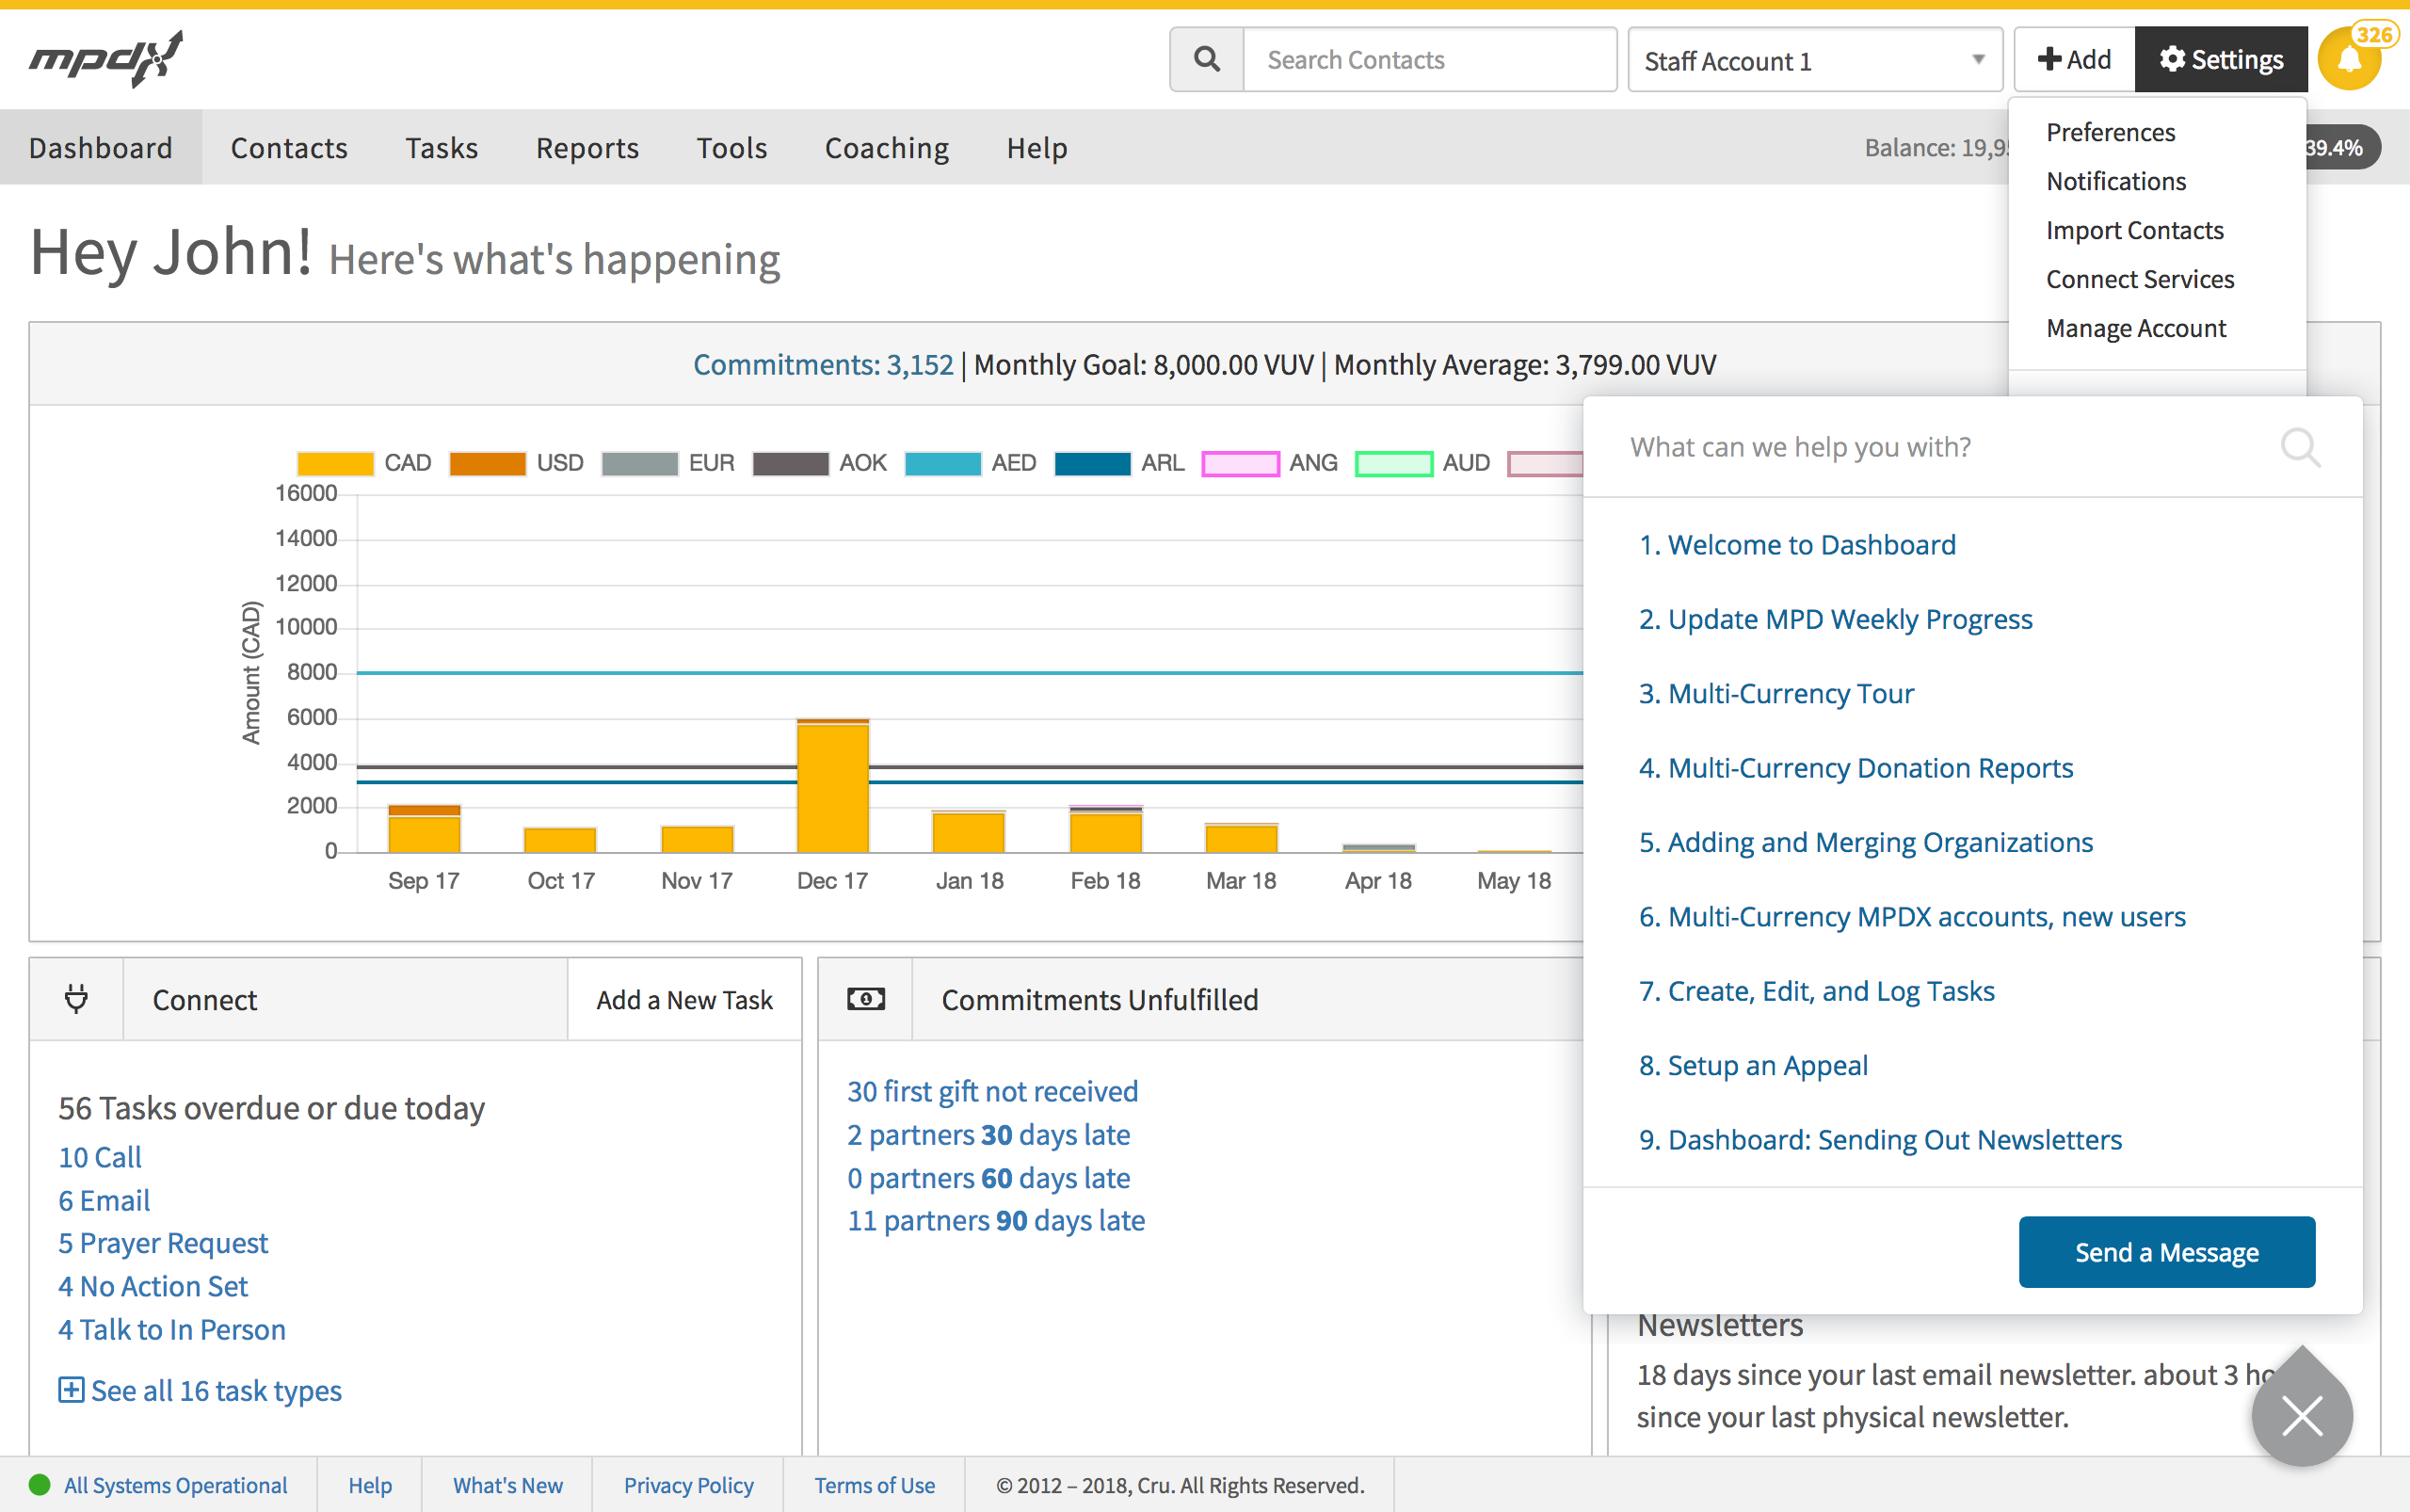 mpdx
Search Contacts
Staff Account 1
Add
Settings
326
Dashboard
Contacts
Tasks
Reports
Tools
Coaching
Help
Balance: 19,9
39.4%
Preferences
Notifications
Import Contacts
Connect Services
Manage Account
Hey John! Here's what's happening
Commitments: 3,152 | Monthly Goal: 8,000.00 VUV | Monthly Average: 3,799.00 VUV
CAD
USD
EUR
AOK
AED
ARL
ANG
AUD
Amount (CAD)
16000
14000
12000
10000
8000
6000
4000
2000
0
Sep 17
Oct 17
Nov 17
Dec 17
Jan 18
Feb 18
Mar 18
Apr 18
May 18
What can we help you with?
1. Welcome to Dashboard
2. Update MPD Weekly Progress
3. Multi-Currency Tour
4. Multi-Currency Donation Reports
5. Adding and Merging Organizations
6. Multi-Currency MPDX accounts, new users
7. Create, Edit, and Log Tasks
8. Setup an Appeal
9. Dashboard: Sending Out Newsletters
Send a Message
Connect
Add a New Task
56 Tasks overdue or due today
10 Call
6 Email
5 Prayer Request
4 No Action Set
4 Talk to In Person
See all 16 task types
Commitments Unfulfilled
30 first gift not received
2 partners 30 days late
0 partners 60 days late
11 partners 90 days late
Newsletters
18 days since your last email newsletter. about 3 ho
since your last physical newsletter.
All Systems Operational
Help
What's New
Privacy Policy
Terms of Use
© 2012 – 2018, Cru. All Rights Reserved.